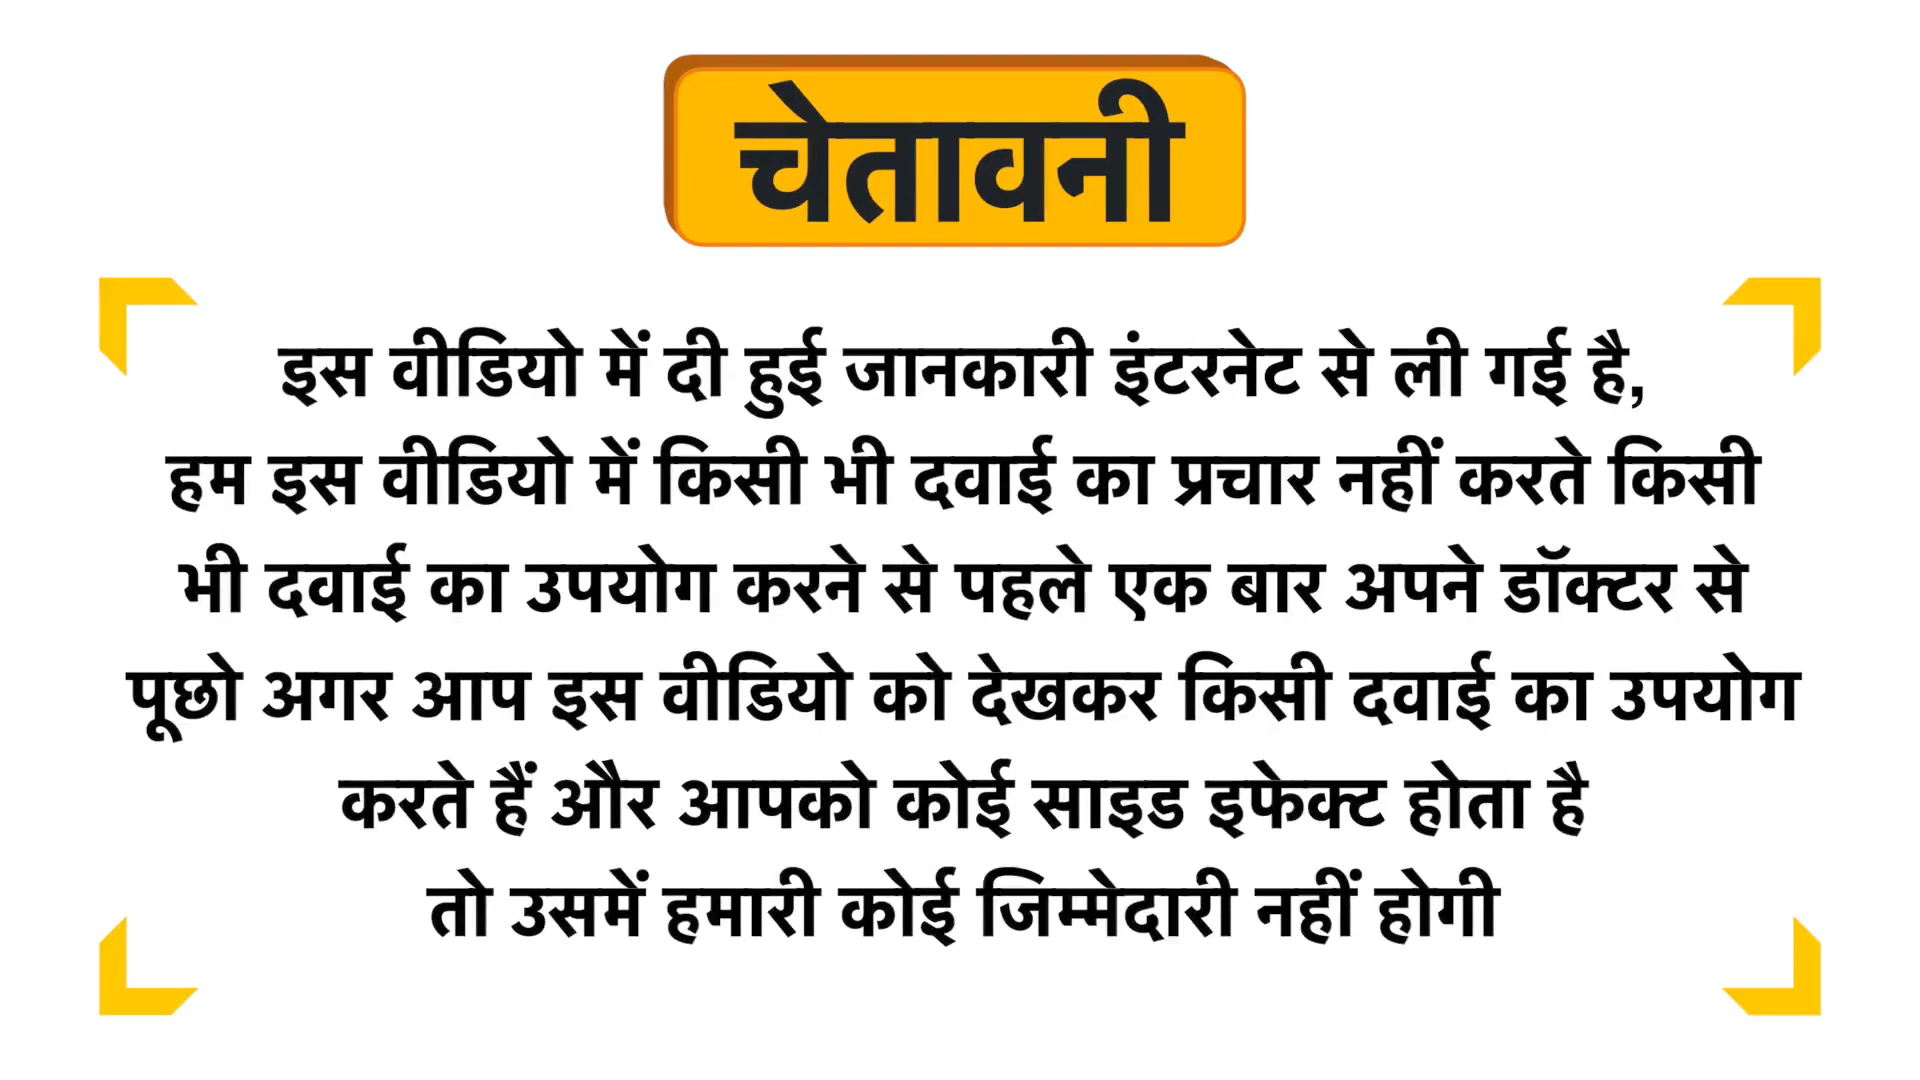 चेतावनी
इस वीडियो में दी हुई जानकारी इंटरनेट से ली गई है,
हम इस वीडियो में किसी भी दवाई का प्रचार नहीं करते किसी
भी दवाई का उपयोग करने से पहले एक बार अपने डॉक्टर से
पूछो अगर आप इस वीडियो को देखकर किसी दवाई का उपयोग
करते हैं और आपको कोई साइड इफेक्ट होता है
तो उसमें हमारी कोई जिम्मेदारी नहीं होगी